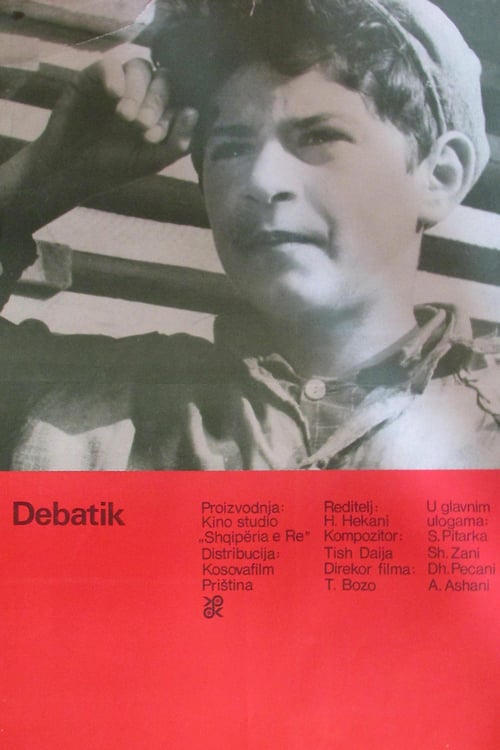 Debatik
Proizvodnja:
Kino studio
„Shqipëria e Re”
Distribucija:
Kosovafilm
Priština
Reditelj:
H. Hekani
Kompozitor:
Tish Daija
Direkor filma:
T. Bozo
U glavnim
ulogama:
S. Pitarka
Sh. Zani
Dh. Pecani
A. Ashani